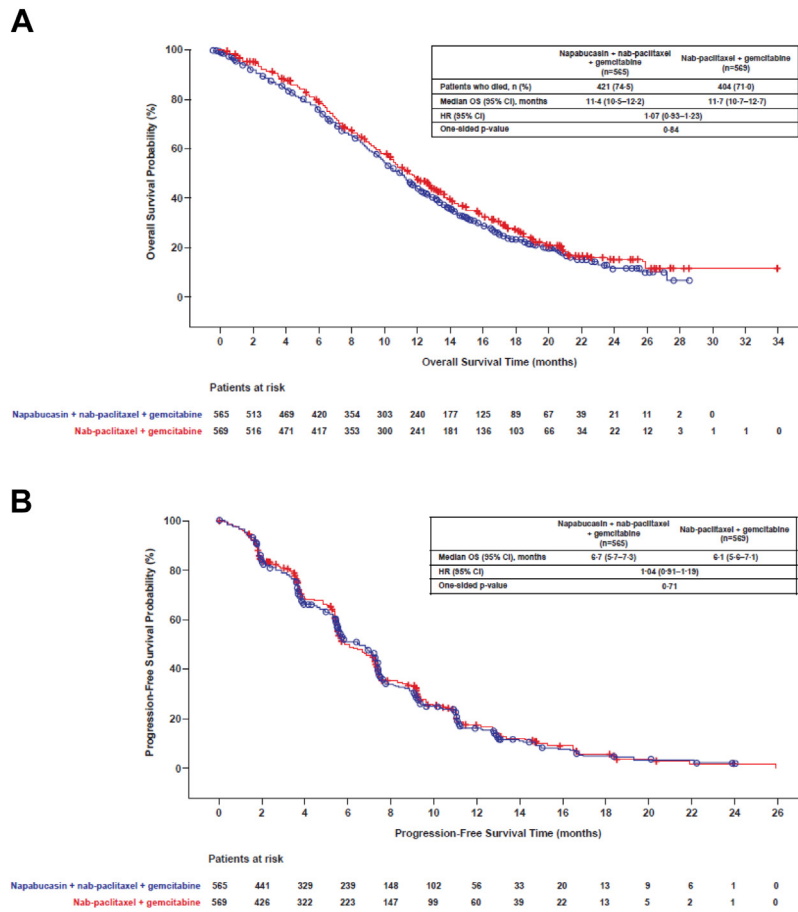 A
Napabucasin + nab-paclitaxel
+ gemcitabine
(n=565)
Nab-paclitaxel + gemcitabine
(n=569)
Patients who died, n (%)
421 (74·5)
404 (71·0)
Median OS (95% CI), months
11·4 (10·5–12·2)
11·7 (10·7–12·7)
HR (95% CI)
1·07 (0·93–1·23)
One-sided p-value
0·84
Overall Survival Probability (%)
100
80
60
40
20
0
0 2 4 6 8 10 12 14 16 18 20 22 24 26 28 30 32 34
Overall Survival Time (months)
Patients at risk
Napabucasin + nab-paclitaxel + gemcitabine 565 513 469 420 354 303 240 177 125 89 67 39 21 11 2 0
Nab-paclitaxel + gemcitabine 569 516 471 417 353 300 241 181 136 103 66 34 22 12 3 1 1 0
B
Napabucasin + nab-paclitaxel
+ gemcitabine
(n=565)
Nab-paclitaxel + gemcitabine
(n=569)
Median OS (95% CI), months
6·7 (5·7–7·3)
6·1 (5·6–7·1)
HR (95% CI)
1·04 (0·91–1·19)
One-sided p-value
0·71
Progression-Free Survival Probability (%)
100
80
60
40
20
0
0 2 4 6 8 10 12 14 16 18 20 22 24 26
Progression-Free Survival Time (months)
Patients at risk
Napabucasin + nab-paclitaxel + gemcitabine 565 441 329 239 148 102 56 33 20 13 9 6 1 0
Nab-paclitaxel + gemcitabine 569 426 322 223 147 99 60 39 22 13 5 2 1 0